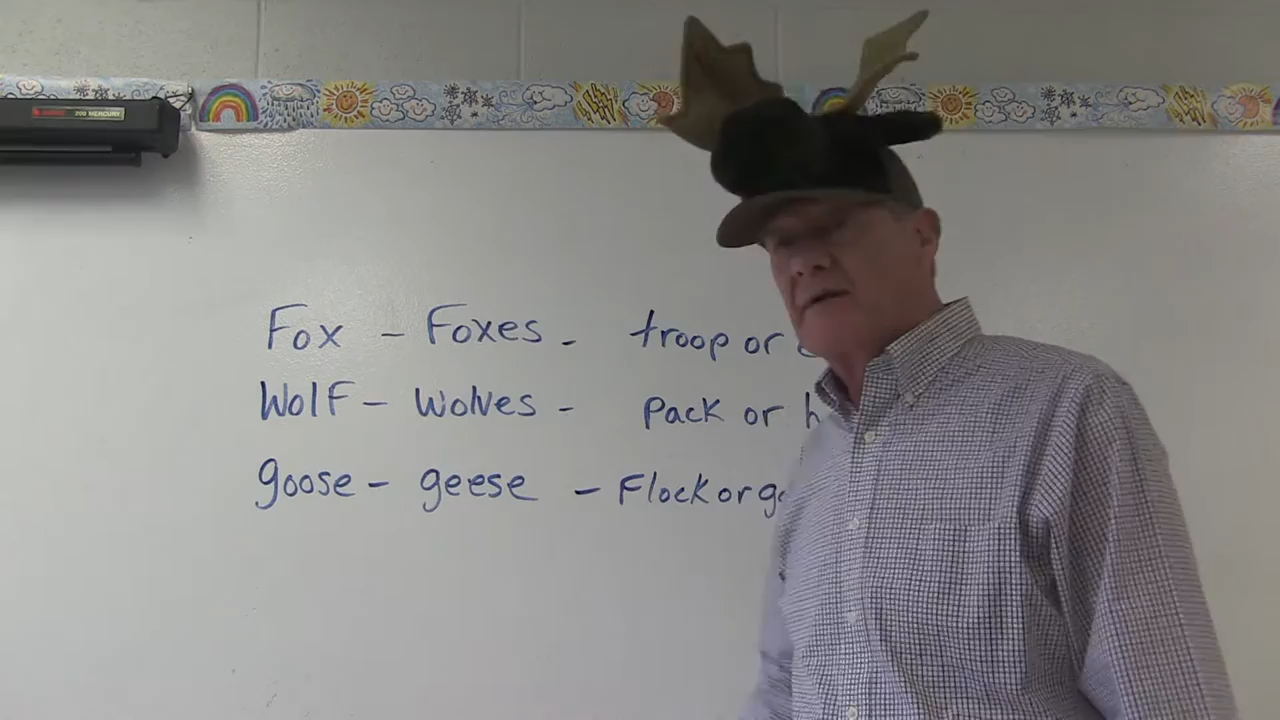 200 MERCURY
Fox - Foxes - troop or
Wolf - Wolves - pack or
goose - geese - Flock or